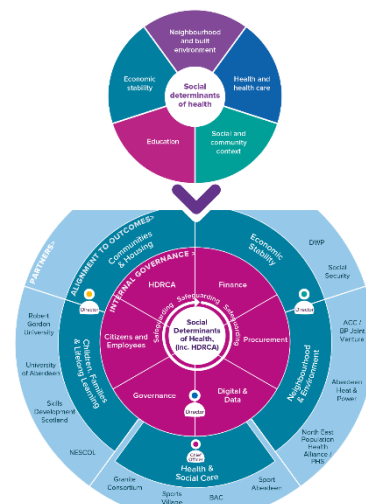 Neighbourhood
and built
environment
Economic
stability
Health and
health care
Social
determinants
of health
Education
Social and
community
context
PARTNERS>
ALIGNMENT TO OUTCOMES>
Communities
& Housing
Economic
Stability
DWP
Social
Security
INTERNAL GOVERNANCE >
HDRCA
Finance
Safeguarding
Safeguarding
Safeguarding
Director
Director
Robert
Gordon
University
Citizens and
Employees
Social
Determinants
of Health,
(inc. HDRCA)
Procurement
ACC /
BP Joint
Venture
University
of Aberdeen
Children, Families
& Lifelong Learning
Neighbourhood
& Environment
Aberdeen
Heat &
Power
Skills
Development
Scotland
Governance
Digital &
Data
Director
North East
Population
Health
Alliance /
PHS
NESCOL
Chief
Officer
Health &
Social Care
Granite
Consortium
Sports
Village
BAC
Sport
Aberdeen